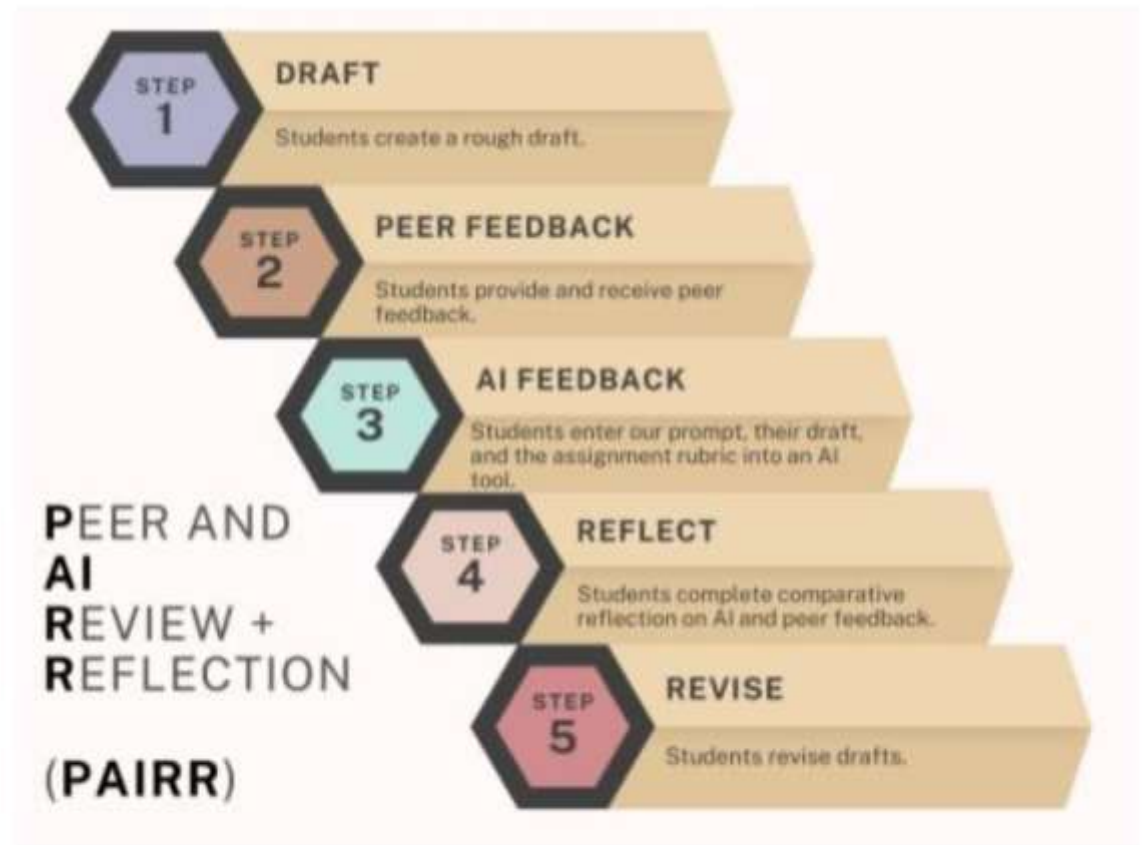 STEP
1
DRAFT
Students create a rough draft.
STEP
2
PEER FEEDBACK
Students provide and receive peer
feedback.
STEP
3
AI FEEDBACK
Students enter our prompt, their draft,
and the assignment rubric into an AI
tool.
STEP
4
REFLECT
Students complete comparative
reflection on AI and peer feedback.
STEP
5
REVISE
Students revise drafts.
PEER AND
AI
REVIEW +
REFLECTION
(PAIRR)